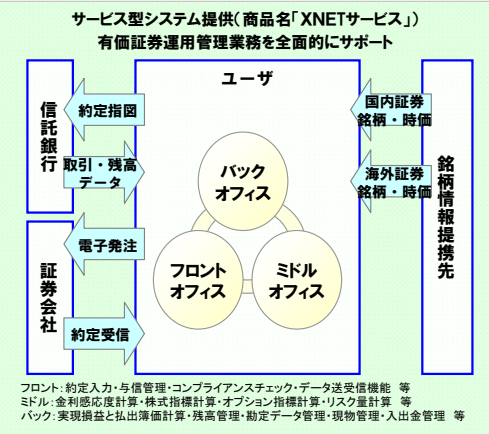 サービス型システム提供(商品名「XNETサービス」)
有価証券運用管理業務を全面的にサポート
ユーザ
信託銀行
約定指図
取引・残高
データ
証券会社
電子発注
約定受信
バック
オフィス
フロント
オフィス
ミドル
オフィス
国内証券
銘柄・時価
海外証券
銘柄・時価
銘柄情報提携先
フロント:約定入力・与信管理・コンプライアンスチェック・データ送受信機能 等
ミドル:金利感応度計算・株式指標計算・オプション指標計算・リスク量計算 等
バック:実現損益と払出簿価計算・残高管理・勘定データ管理・現物管理・入出金管理 等